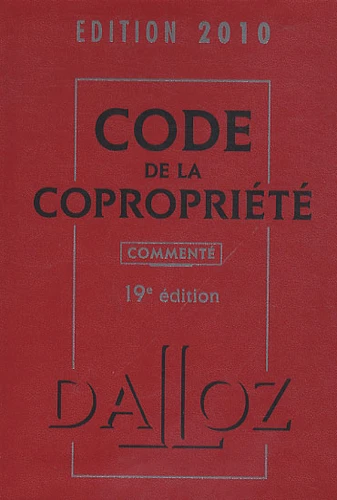 EDITION 2010
CODE
DE LA
COPROPRIÉTÉ
COMMENTÉ
19e édition
DALLOZ